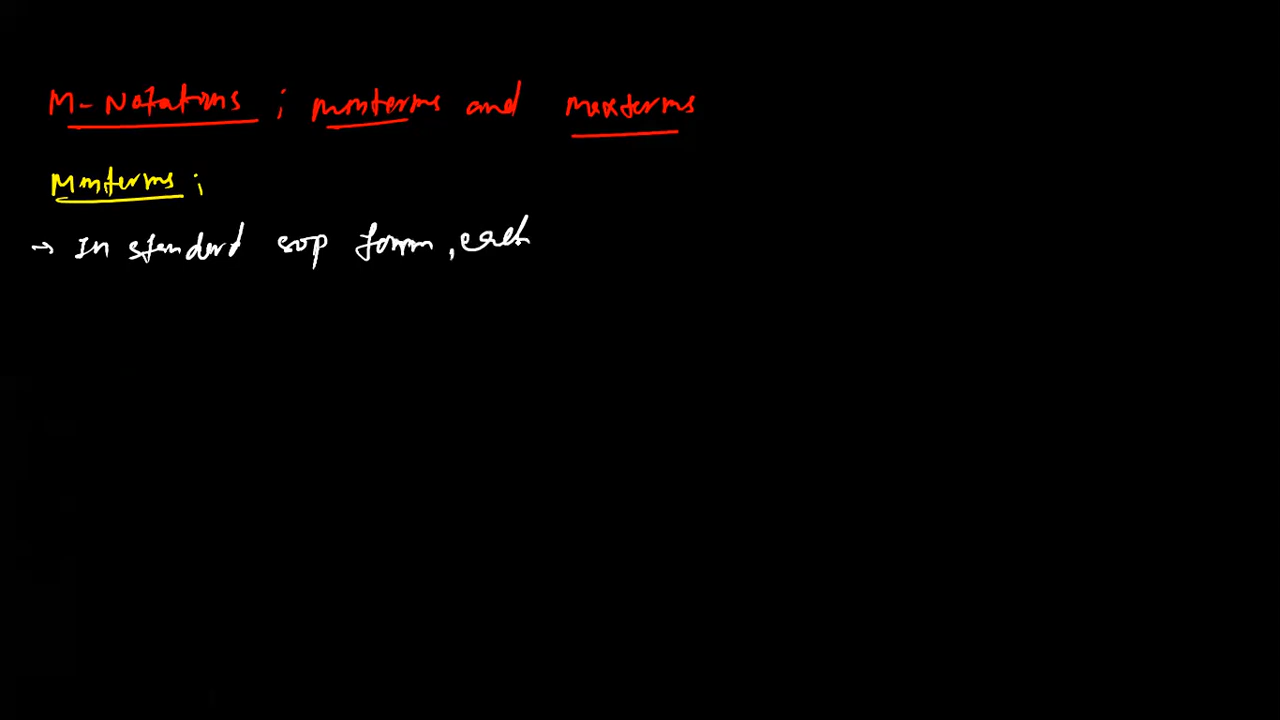 M-Notations ; minterms and Maxterms
Minterms ;
→ In standard SOP form, each